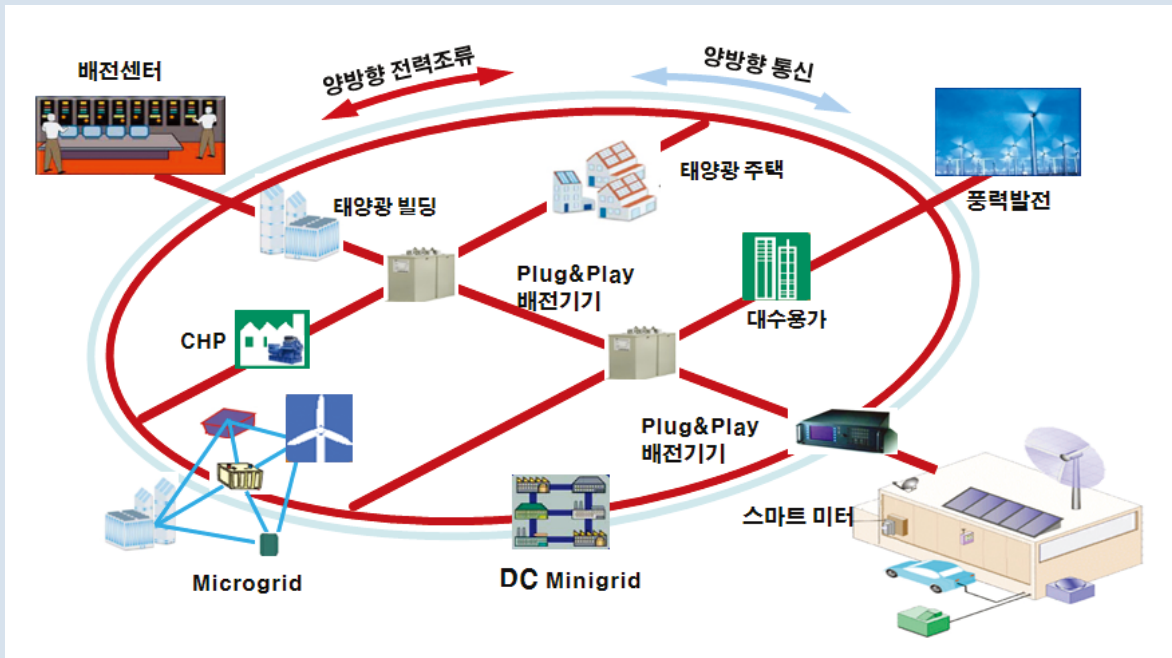 배전센터
양방향 전력조류
양방향 통신
태양광 빌딩
태양광 주택
풍력발전
Plug&Play
배전기기
대수용가
CHP
Plug&Play
배전기기
스마트 미터
Microgrid
DC Minigrid